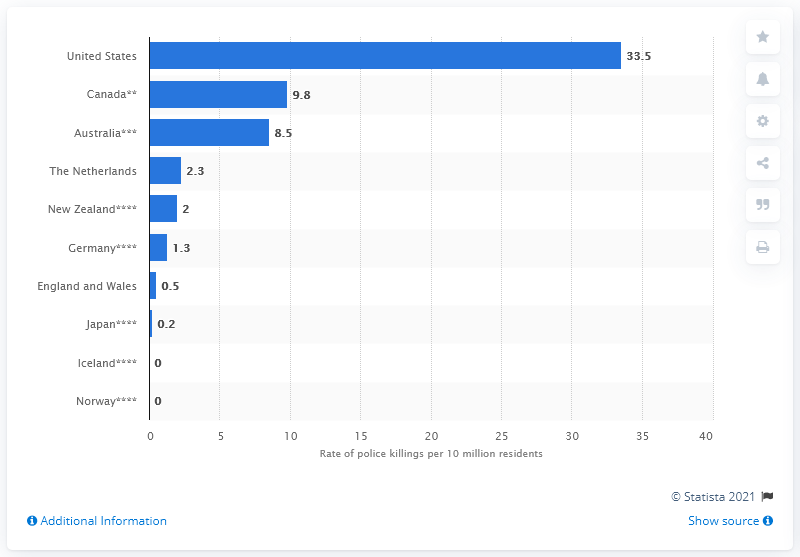 United States 33.5
Canada** 9.8
Australia*** 8.5
The Netherlands 2.3
New Zealand**** 2
Germany**** 1.3
England and Wales 0.5
Japan**** 0.2
Iceland**** 0
Norway**** 0
0 5 10 15 20 25 30 35 40
Rate of police killings per 10 million residents
© Statista 2021
Additional Information Show source